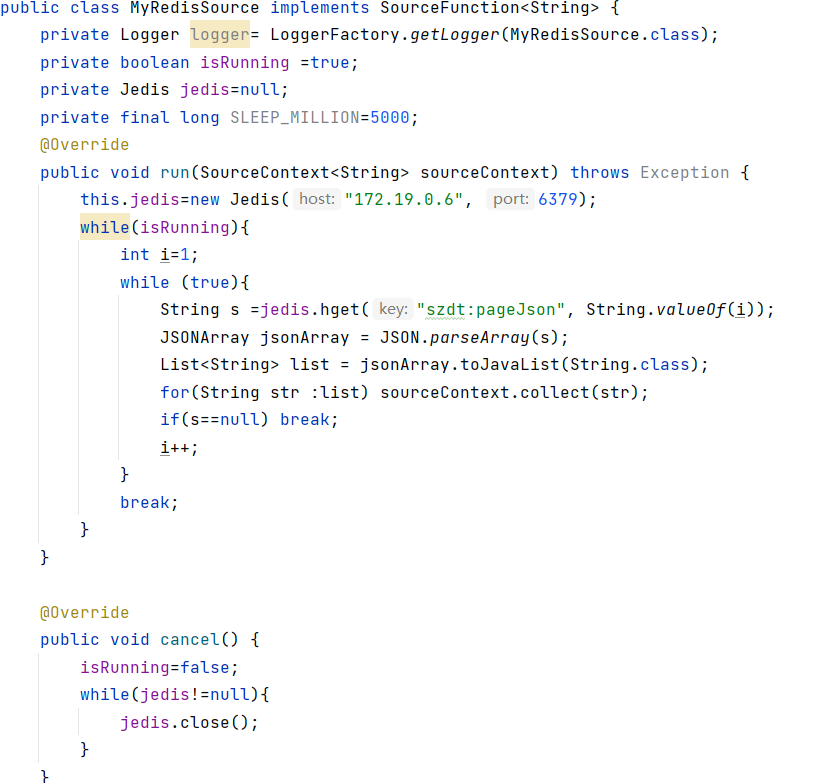 public class MyRedisSource implements SourceFunction<String> {
    private Logger logger= LoggerFactory.getLogger(MyRedisSource.class);
    private boolean isRunning =true;
    private Jedis jedis=null;
    private final long SLEEP_MILLION=5000;
    @Override
    public void run(SourceContext<String> sourceContext) throws Exception {
        this.jedis=new Jedis( host: "172.19.0.6", port: 6379);
        while(isRunning){
            int i=1;
            while (true){
                String s =jedis.hget( key: "szdt:pageJson", String.valueOf(i));
                JSONArray jsonArray = JSON.parseArray(s);
                List<String> list = jsonArray.toJavaList(String.class);
                for(String str :list) sourceContext.collect(str);
                if(s==null) break;
                i++;
            }
            break;
        }
    }
    @Override
    public void cancel() {
        isRunning=false;
        while(jedis!=null){
            jedis.close();
        }
    }